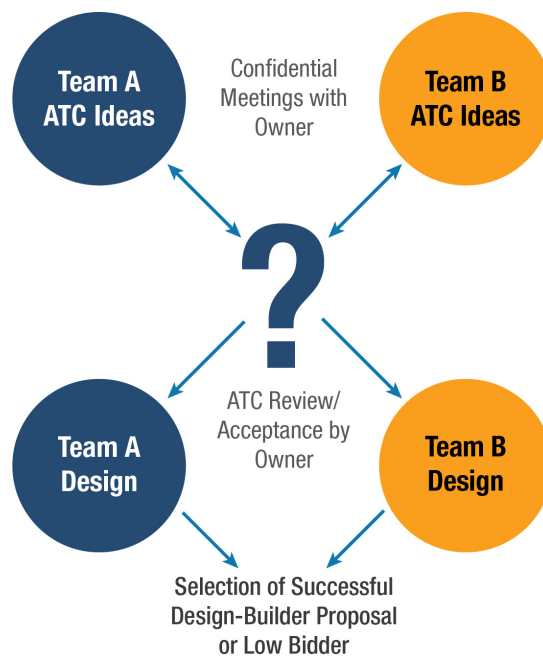 Team A
ATC Ideas
Confidential
Meetings with
Owner
Team B
ATC Ideas
?
ATC Review/
Acceptance by
Owner
Team A
Design
Team B
Design
Selection of Successful
Design-Builder Proposal
or Low Bidder